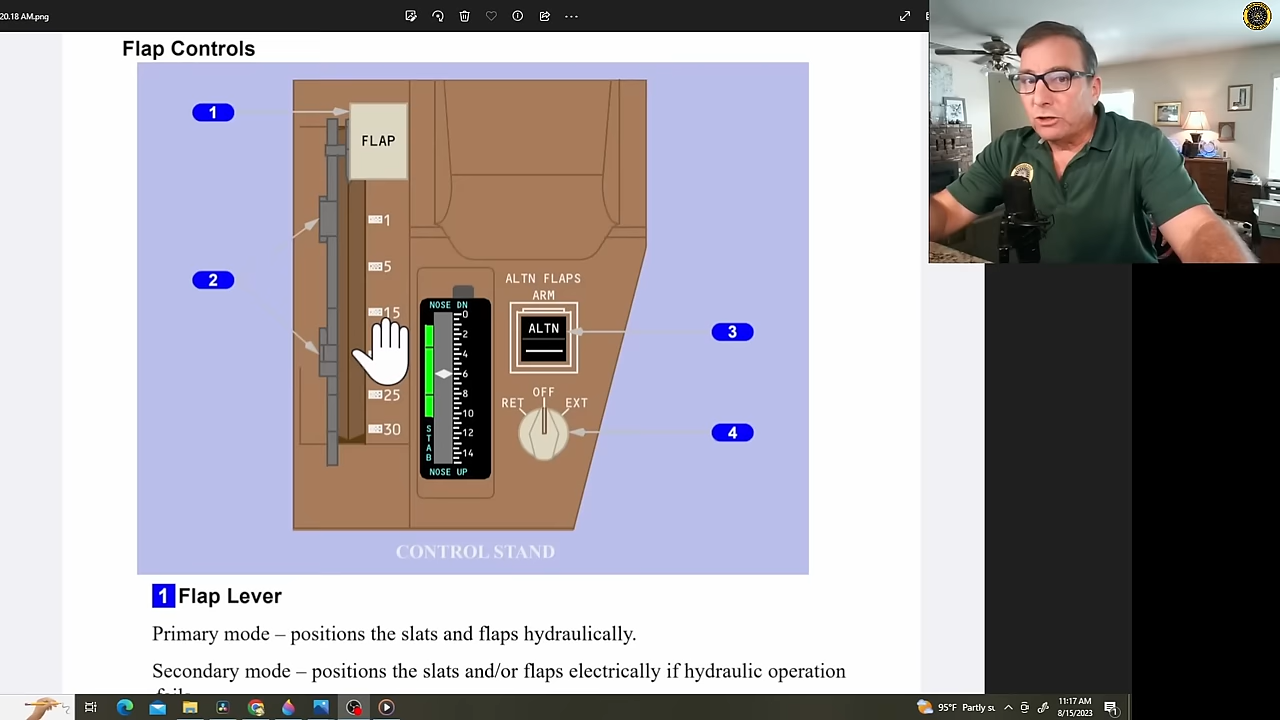 20.18 AM.png
Flap Controls
1
FLAP
1
5
2
15
25
30
NOSE DN
0
2
4
6
8
10
12
14
STAB
NOSE UP
ALTN FLAPS
ARM
ALTN
3
OFF
RET
EXT
4
CONTROL STAND
1 Flap Lever
Primary mode – positions the slats and flaps hydraulically.
Secondary mode – positions the slats and/or flaps electrically if hydraulic operation
fails
95°F Partly su
11:17 AM
8/15/2023